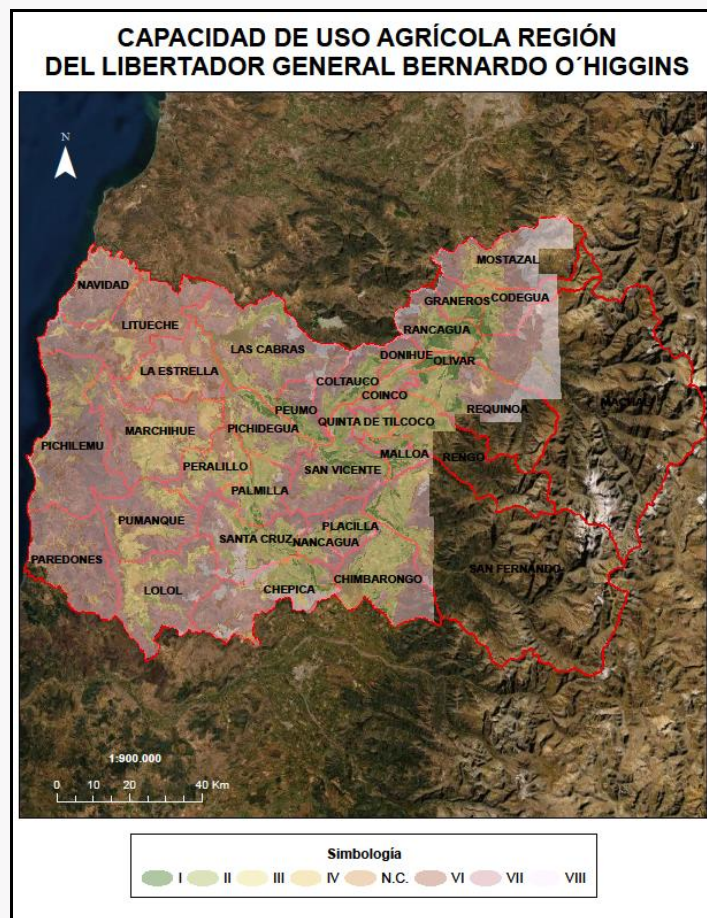 CAPACIDAD DE USO AGRÍCOLA REGIÓN
DEL LIBERTADOR GENERAL BERNARDO O´HIGGINS
N
MOSTAZAL
NAVIDAD
CODEGUA
GRANEROS
LITUECHE
RANCAGUA
LAS CABRAS
DONIHUE
OLIVAR
LA ESTRELLA
COLTAUCO
COINCO
MACHALI
PEUMO
REQUINOA
QUINTA DE TILCOCO
MARCHIHUE
PICHIDEGUA
PICHILEMU
MALLOA
RENGO
PERALILLO
SAN VICENTE
PALMILLA
PUMANQUE
PLACILLA
SANTA CRUZ
NANCAGUA
PAREDONES
SAN FERNANDO
CHIMBARONGO
LOLOL
CHEPICA
1:900.000
0 10 20 40 Km
Simbología
I II III IV N.C. VI VII VIII